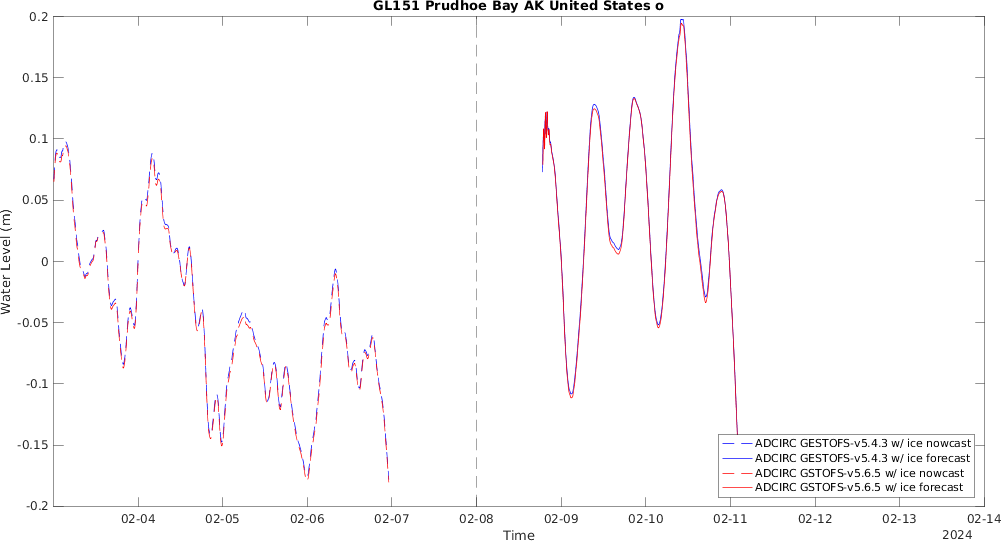 GL151 Prudhoe Bay AK United States o
0.2
0.15
0.1
0.05
0
-0.05
-0.1
-0.15
-0.2
Water Level (m)
ADCIRC GESTOFS-v5.4.3 w/ ice nowcast
ADCIRC GESTOFS-v5.4.3 w/ ice forecast
ADCIRC GSTOFS-v5.6.5 w/ ice nowcast
ADCIRC GSTOFS-v5.6.5 w/ ice forecast
02-04 02-05 02-06 02-07 02-08 02-09 02-10 02-11 02-12 02-13 02-14
Time
2024